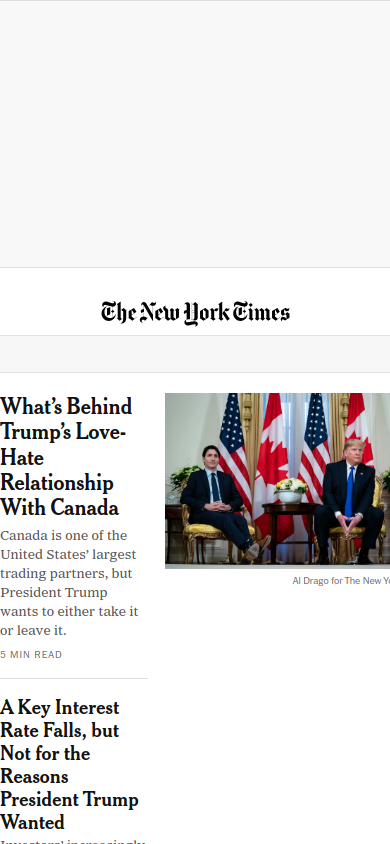 The New York Times
What’s Behind
Trump’s Love-
Hate
Relationship
With Canada
Canada is one of the
United States’ largest
trading partners, but
President Trump
wants to either take it
or leave it.
5 MIN READ
Al Drago for The New
A Key Interest
Rate Falls, but
Not for the
Reasons
President Trump
Wanted
Investors’ increasingly